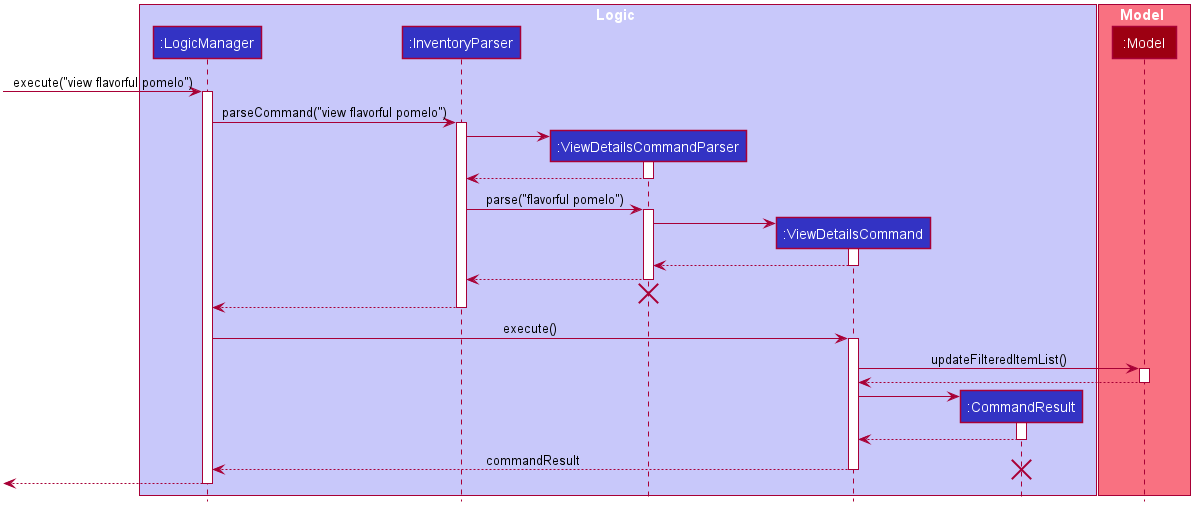 Logic
Model
:LogicManager
:InventoryParser
:Model
execute("view flavorful pomelo")
parseCommand("view flavorful pomelo")
:ViewDetailsCommandParser
parse("flavorful pomelo")
:ViewDetailsCommand
execute()
updateFilteredItemList()
:CommandResult
commandResult